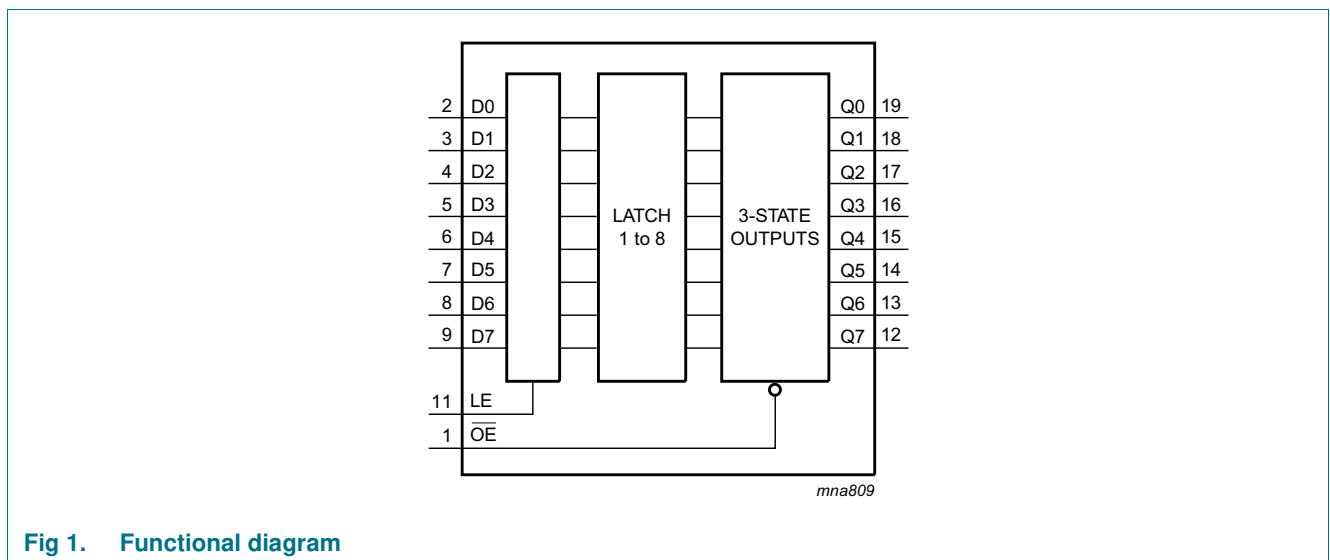 2 D0 Q0 19
3 D1 Q1 18
4 D2 Q2 17
5 D3 LATCH 3-STATE Q3 16
6 D4 1 to 8 OUTPUTS Q4 15
7 D5 Q5 14
8 D6 Q6 13
9 D7 Q7 12
11 LE
1 O̅E̅
mna809
Fig 1. Functional diagram